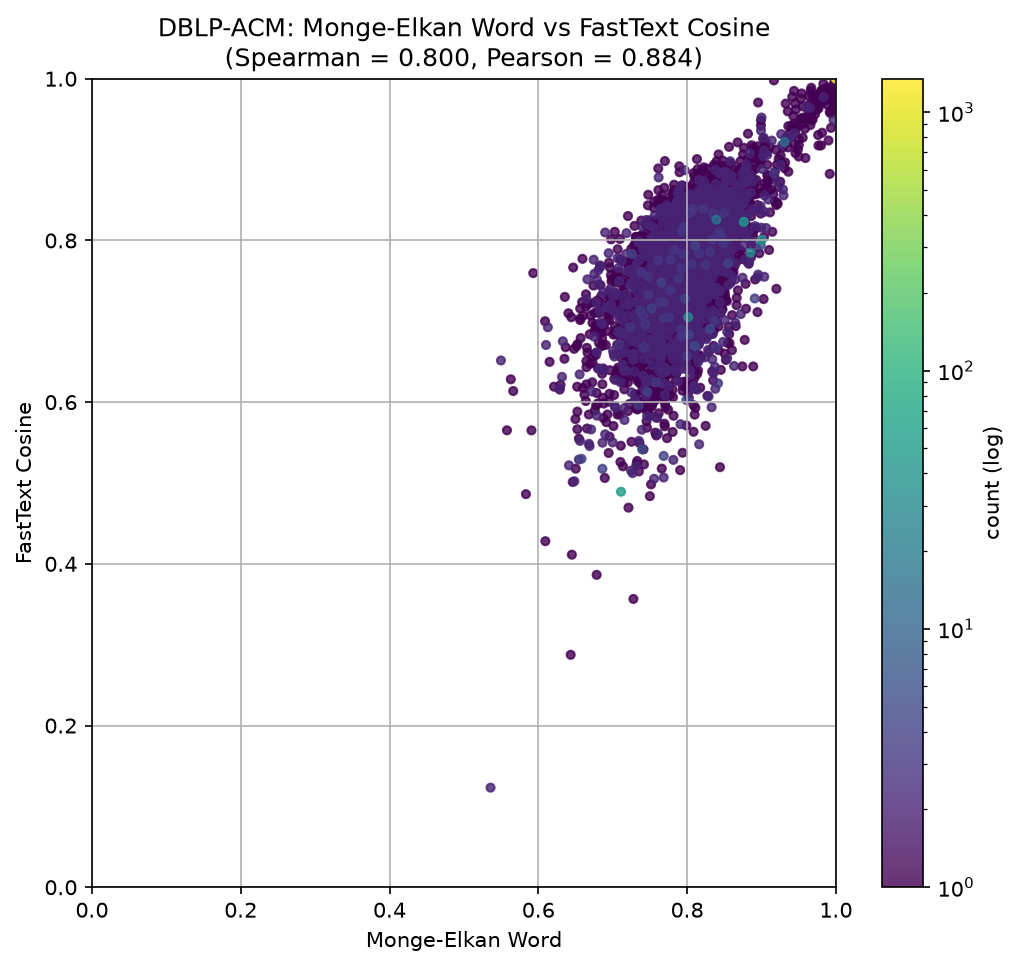 DBLP-ACM: Monge-Elkan Word vs FastText Cosine
(Spearman = 0.800, Pearson = 0.884)
1.0
0.8
0.6
0.4
0.2
0.0
FastText Cosine
0.0 0.2 0.4 0.6 0.8 1.0
Monge-Elkan Word
10³
10²
10¹
10⁰
count (log)